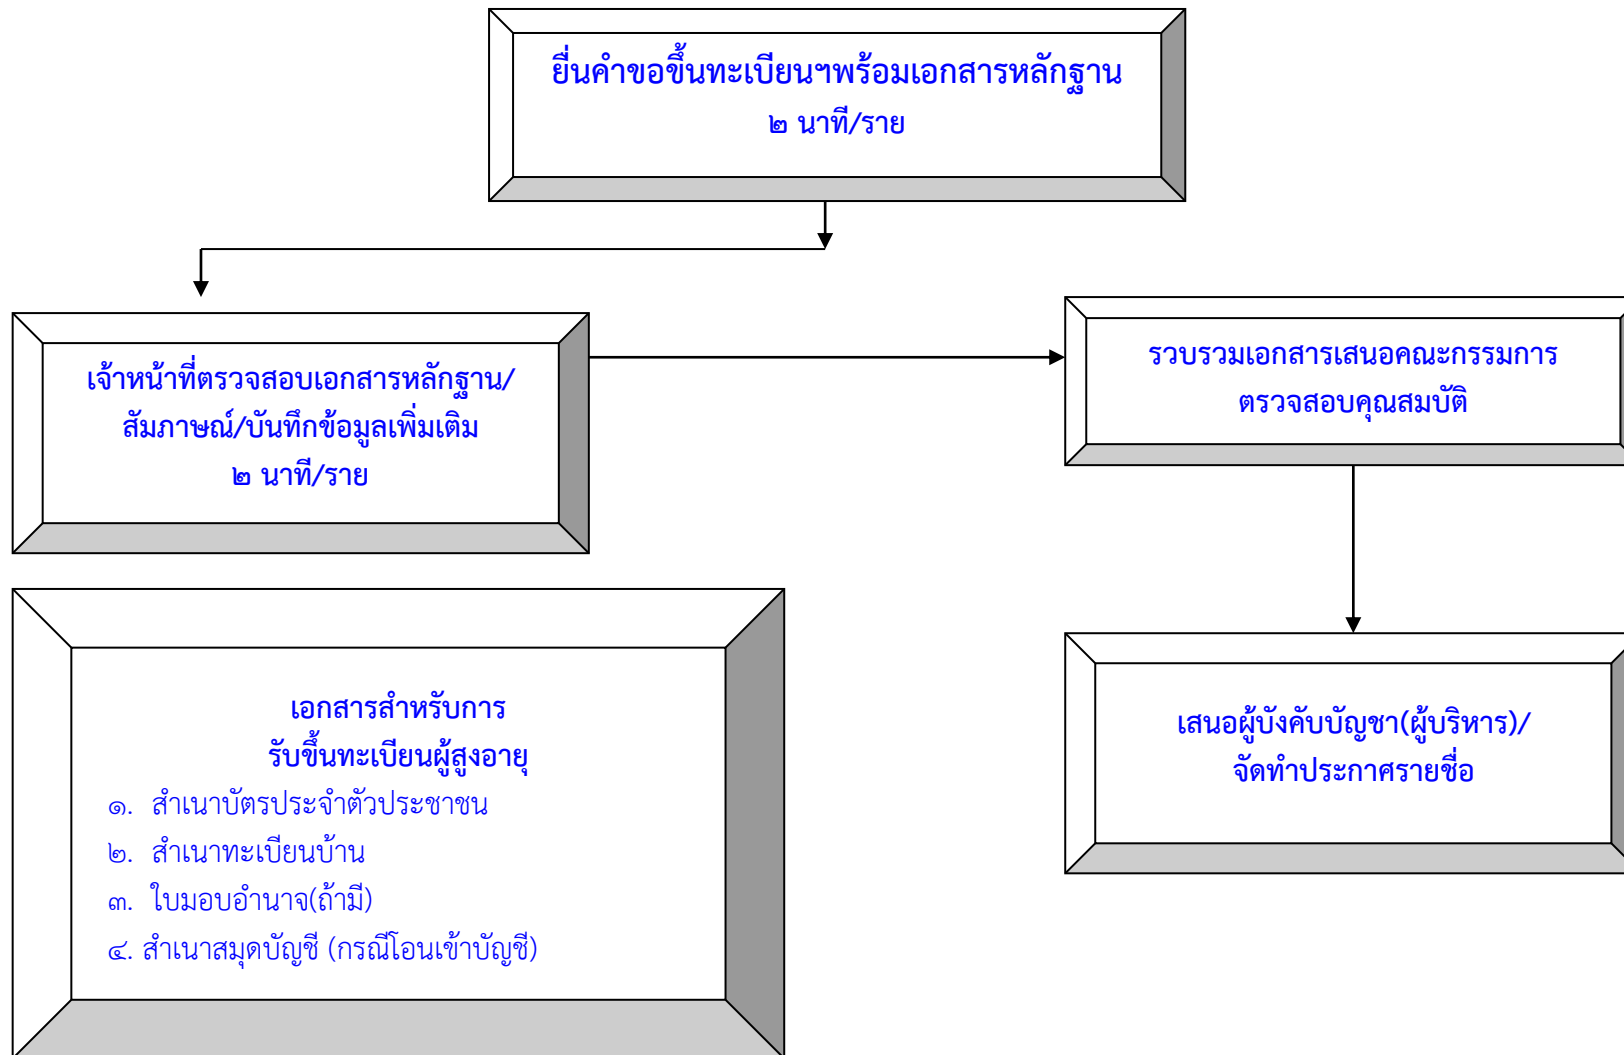 ยื่นคำขอขึ้นทะเบียนฯพร้อมเอกสารหลักฐาน
๒ นาที/ราย
เจ้าหน้าที่ตรวจสอบเอกสารหลักฐาน/
สัมภาษณ์/บันทึกข้อมูลเพิ่มเติม
๒ นาที/ราย
รวบรวมเอกสารเสนอคณะกรรมการ
ตรวจสอบคุณสมบัติ
เสนอผู้บังคับบัญชา(ผู้บริหาร)/
จัดทำประกาศรายชื่อ
เอกสารสำหรับการ
รับขึ้นทะเบียนผู้สูงอายุ
๑. สำเนาบัตรประจำตัวประชาชน
๒. สำเนาทะเบียนบ้าน
๓. ใบมอบอำนาจ(ถ้ามี)
๔. สำเนาสมุดบัญชี (กรณีโอนเข้าบัญชี)